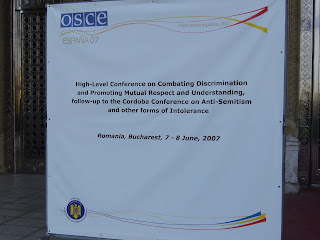 osce
ESPAÑA 07
High-Level Conference on Combating Discrimination
and Promoting Mutual Respect and Understanding,
follow-up to the Cordoba Conference on Anti-Semitism
and other forms of Intolerance
Romania, Bucharest, 7 - 8 June, 2007